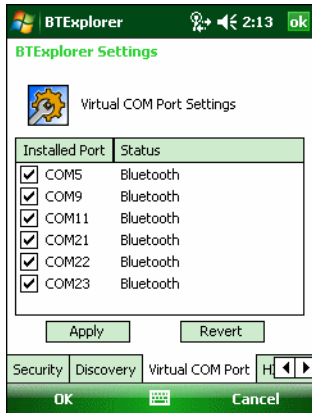 BTExplorer 2:13 ok
BTExplorer Settings
Virtual COM Port Settings
Installed Port Status
COM5 Bluetooth
COM9 Bluetooth
COM11 Bluetooth
COM21 Bluetooth
COM22 Bluetooth
COM23 Bluetooth
Apply Revert
Security Discovery Virtual COM Port
OK Cancel